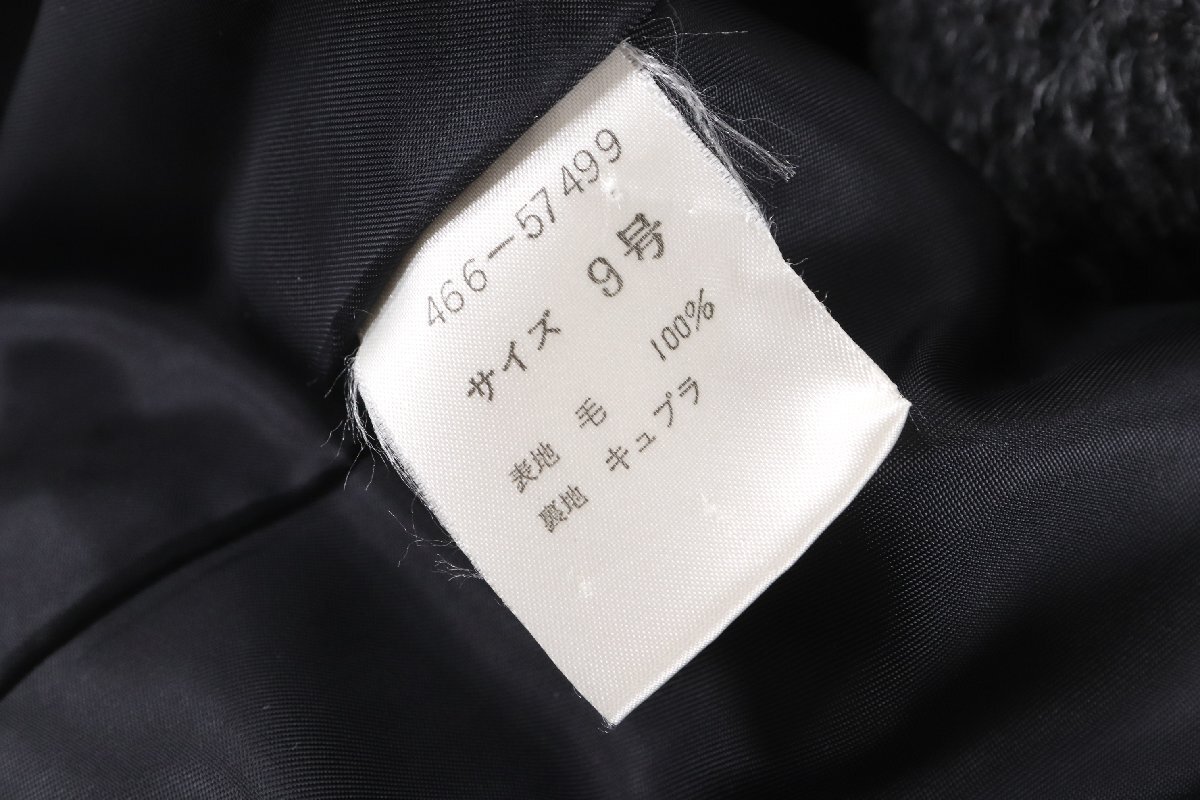 466-57499
サイズ 9号
表地 毛 100%
裏地 キュプラ